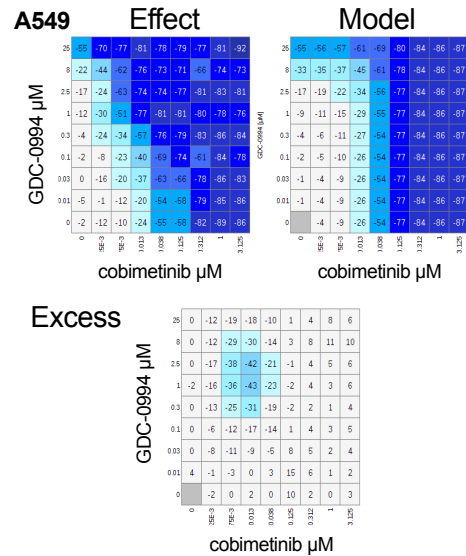 A549 Effect Model
25 -55 -70 -77 -81 -78 -79 -77 -81 -92 25 -55 -56 -57 -61 -69 -80 -84 -86 -87
8 -22 -44 -62 -76 -73 -71 -66 -74 -73 8 -33 -35 -37 -45 -61 -78 -84 -86 -87
2.5 -17 -24 -63 -74 -74 -77 -81 -83 -81 2.5 -17 -19 -22 -34 -58 -77 -84 -86 -87
1 -12 -30 -51 -77 -81 -81 -80 -78 -76 1 -9 -11 -15 -29 -55 -77 -84 -86 -87
0.3 -4 -24 -34 -57 -76 -79 -83 -86 -84 0.3 -4 -6 -11 -27 -54 -77 -84 -86 -87
0.1 -2 -8 -23 -40 -69 -74 -61 -84 -78 0.1 -2 -5 -10 -26 -54 -77 -84 -86 -87
0.03 0 -16 -20 -37 -63 -66 -78 -85 -85 0.03 -1 -4 -9 -26 -54 -77 -84 -86 -87
0.01 -5 -1 -12 -20 -54 -58 -79 -85 -86 0.01 -1 -4 -9 -26 -54 -77 -84 -86 -87
0 -2 -12 -10 -24 -55 -58 -82 -89 -86 0 -4 -9 -26 -54 -77 -84 -86 -87
GDC-0994 µM
GDC-0994 [µM]
0 1 0 1
cobimetinib µM cobimetinib µM
Excess
25 0 -12 -19 -18 -10 1 4 8 6
8 -12 -29 -30 -14 3 8 11 10
2.5 -17 -38 -42 -21 -1 4 5 6
1 -2 -16 -36 -43 -23 -2 4 3 6
0.3 -13 -25 -31 -19 -2 2 1 4
0.1 -6 -12 -17 -14 1 4 3 5
0.03 0 -8 -11 -9 -5 8 5 2 4
0.01 4 -1 -3 0 3 15 6 1 2
0 -2 0 2 0 10 2 0 3
GDC-0994 µM
0 1
cobimetinib µM